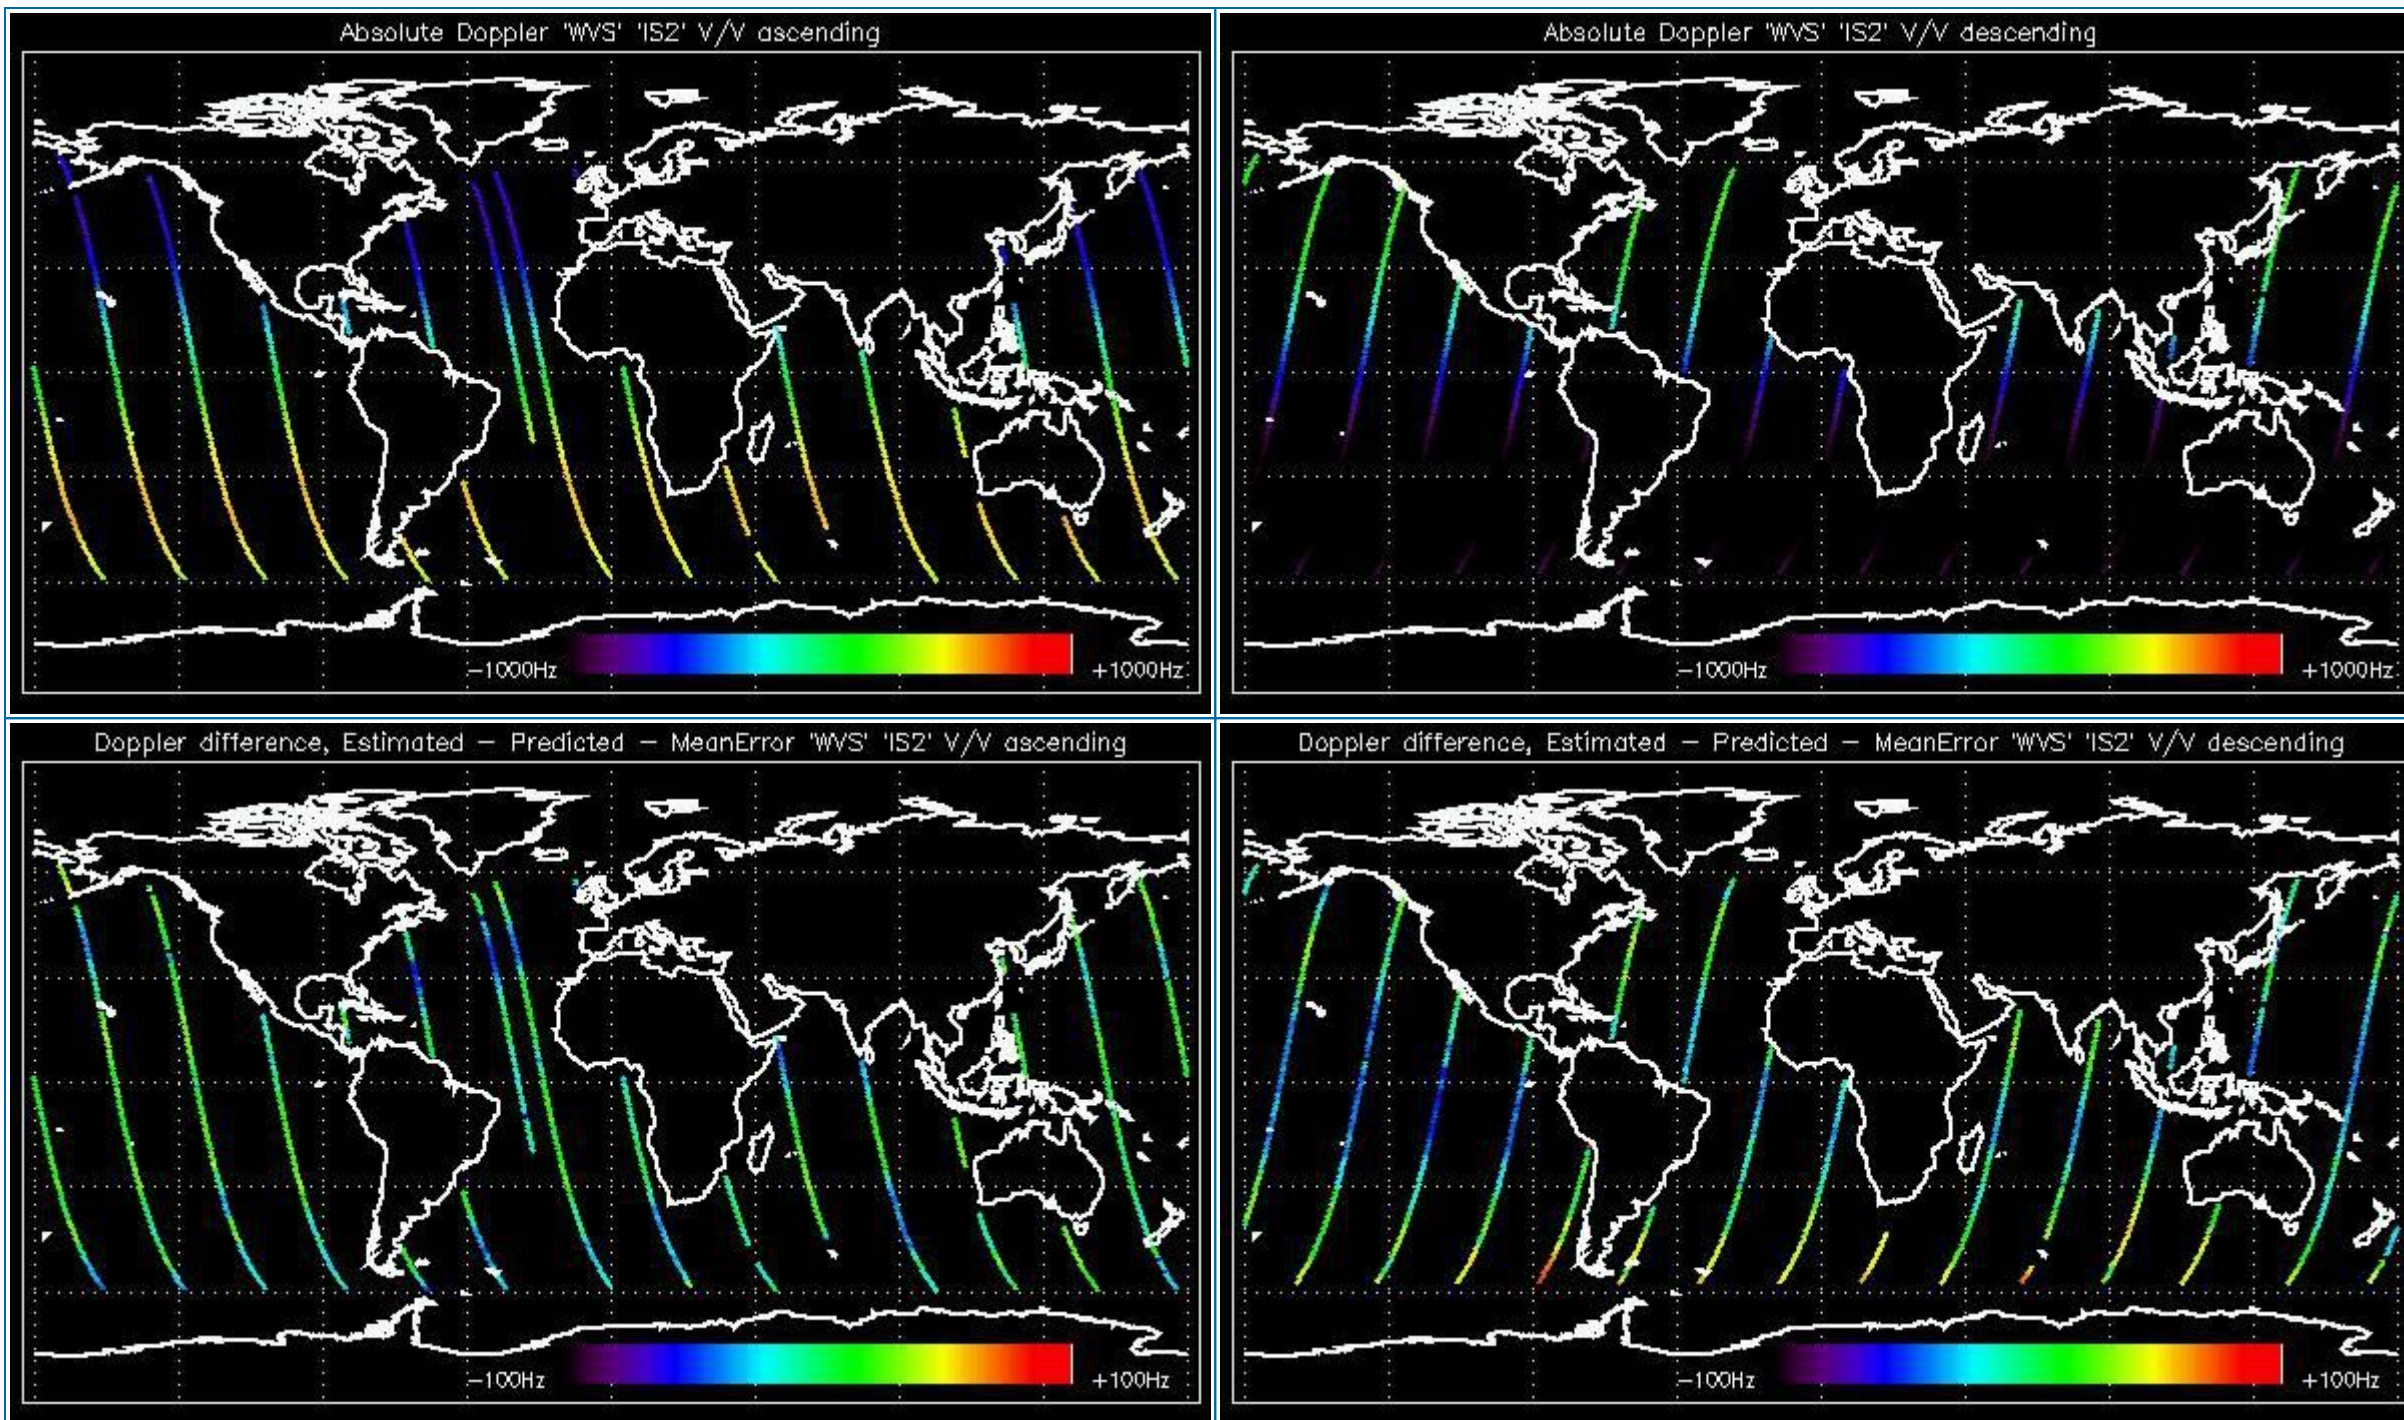 Absolute Doppler 'WVS' 'IS2' V/V ascending
-1000Hz
+1000Hz
Absolute Doppler 'WVS' 'IS2' V/V descending
-1000Hz
+1000Hz
Doppler difference, Estimated - Predicted - MeanError 'WVS' 'IS2' V/V ascending
-100Hz
+100Hz
Doppler difference, Estimated - Predicted - MeanError 'WVS' 'IS2' V/V descending
-100Hz
+100Hz